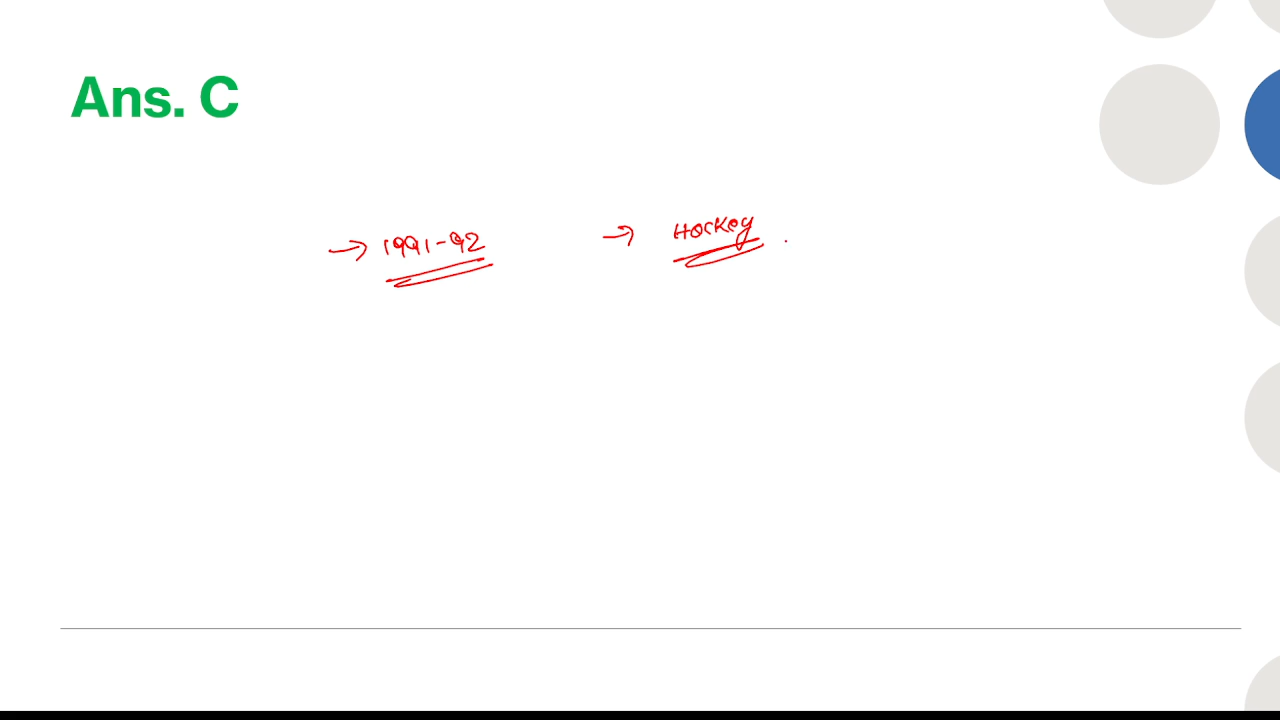 Ans. C
→ 1991-92 → Hockey .